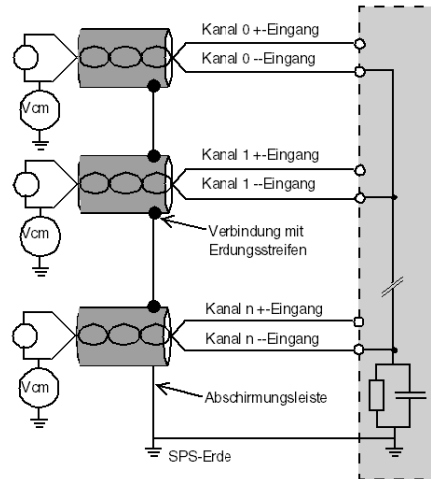 Kanal 0 +-Eingang
Kanal 0 --Eingang
Vcm
Kanal 1 +-Eingang
Kanal 1 --Eingang
Vcm
Verbindung mit
Erdungsstreifen
Kanal n +-Eingang
Kanal n --Eingang
Vcm
Abschirmungsleiste
SPS-Erde